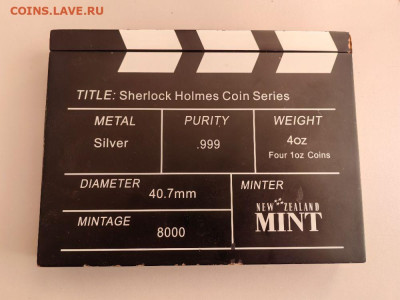 COINS.LAVE.RU
TITLE: Sherlock Holmes Coin Series
METAL
Silver
PURITY
.999
WEIGHT
4oz
Four 1oz Coins
DIAMETER
40.7mm
MINTAGE
8000
MINTER
NEW ZEALAND
MINT